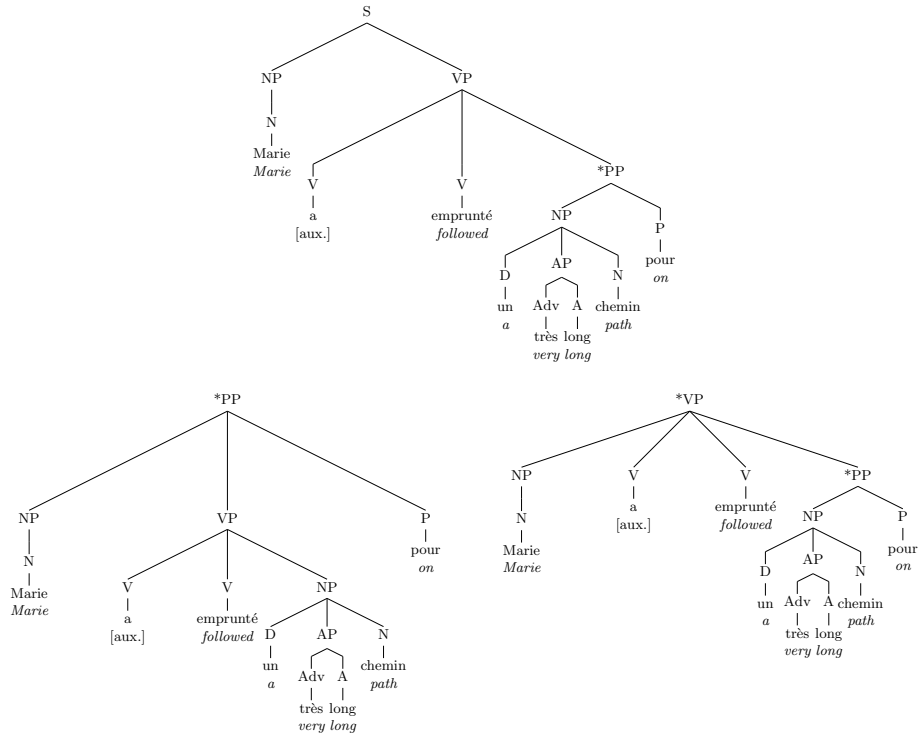 S
NP VP
N
Marie
Marie
V V *PP
a emprunté
[aux.] followed
NP P
pour
on
D AP N
un Adv A chemin
a path
très long
very long
*PP
NP VP P
pour
on
N
Marie
Marie
V V NP
a emprunté
[aux.] followed
D AP N
un chemin
a path
Adv A
très long
very long
*VP
NP V V *PP
a emprunté
[aux.] followed
N
Marie
Marie
NP P
pour
on
D AP N
un Adv A chemin
a path
très long
very long